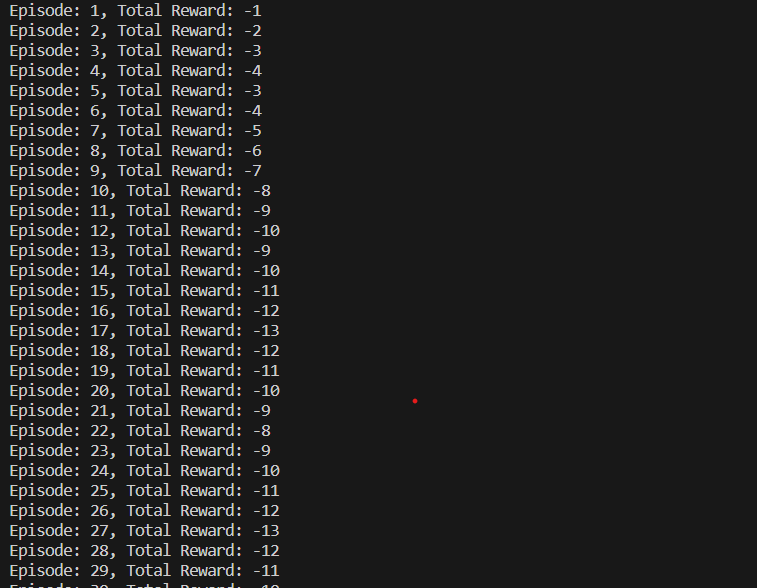 Episode: 1, Total Reward: -1
Episode: 2, Total Reward: -2
Episode: 3, Total Reward: -3
Episode: 4, Total Reward: -4
Episode: 5, Total Reward: -3
Episode: 6, Total Reward: -4
Episode: 7, Total Reward: -5
Episode: 8, Total Reward: -6
Episode: 9, Total Reward: -7
Episode: 10, Total Reward: -8
Episode: 11, Total Reward: -9
Episode: 12, Total Reward: -10
Episode: 13, Total Reward: -9
Episode: 14, Total Reward: -10
Episode: 15, Total Reward: -11
Episode: 16, Total Reward: -12
Episode: 17, Total Reward: -13
Episode: 18, Total Reward: -12
Episode: 19, Total Reward: -11
Episode: 20, Total Reward: -10
Episode: 21, Total Reward: -9
Episode: 22, Total Reward: -8
Episode: 23, Total Reward: -9
Episode: 24, Total Reward: -10
Episode: 25, Total Reward: -11
Episode: 26, Total Reward: -12
Episode: 27, Total Reward: -13
Episode: 28, Total Reward: -12
Episode: 29, Total Reward: -11